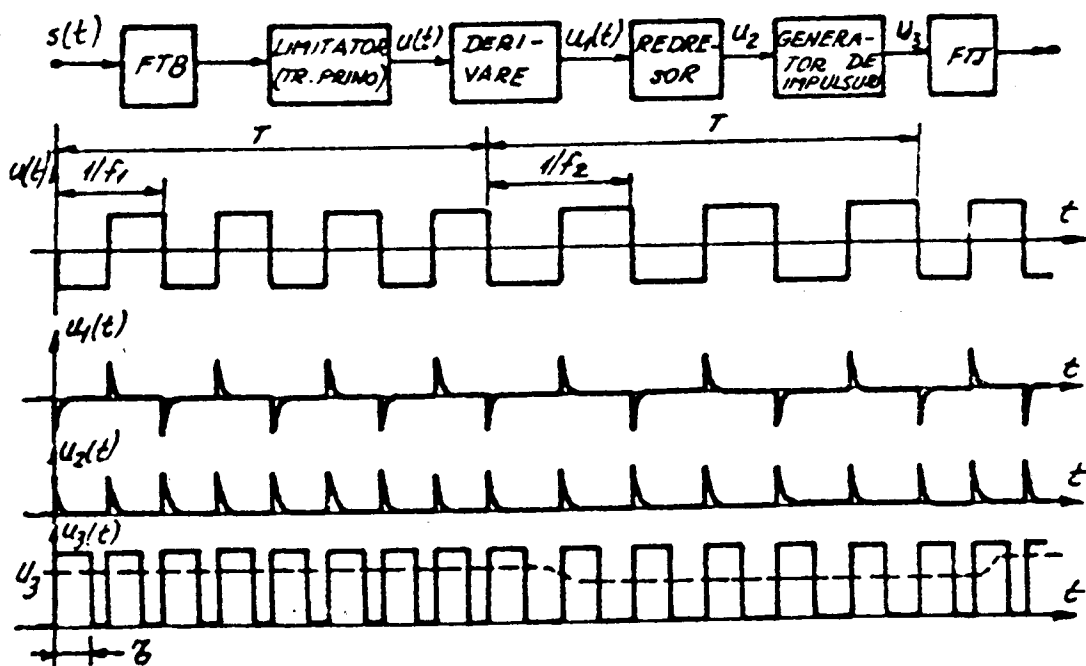 s(t)
FTB
LIMITATOR
(TR. PRING)
u(t)
DERI-
VARE
u₁(t)
REDRE-
SOR
u₂
GENERA-
TOR DE
IMPULSURI
u₃
FTJ
T
T
u(t)
1/f₁
1/f₂
t
u₁(t)
t
u₂(t)
t
u₃(t)
U₃
t
τ